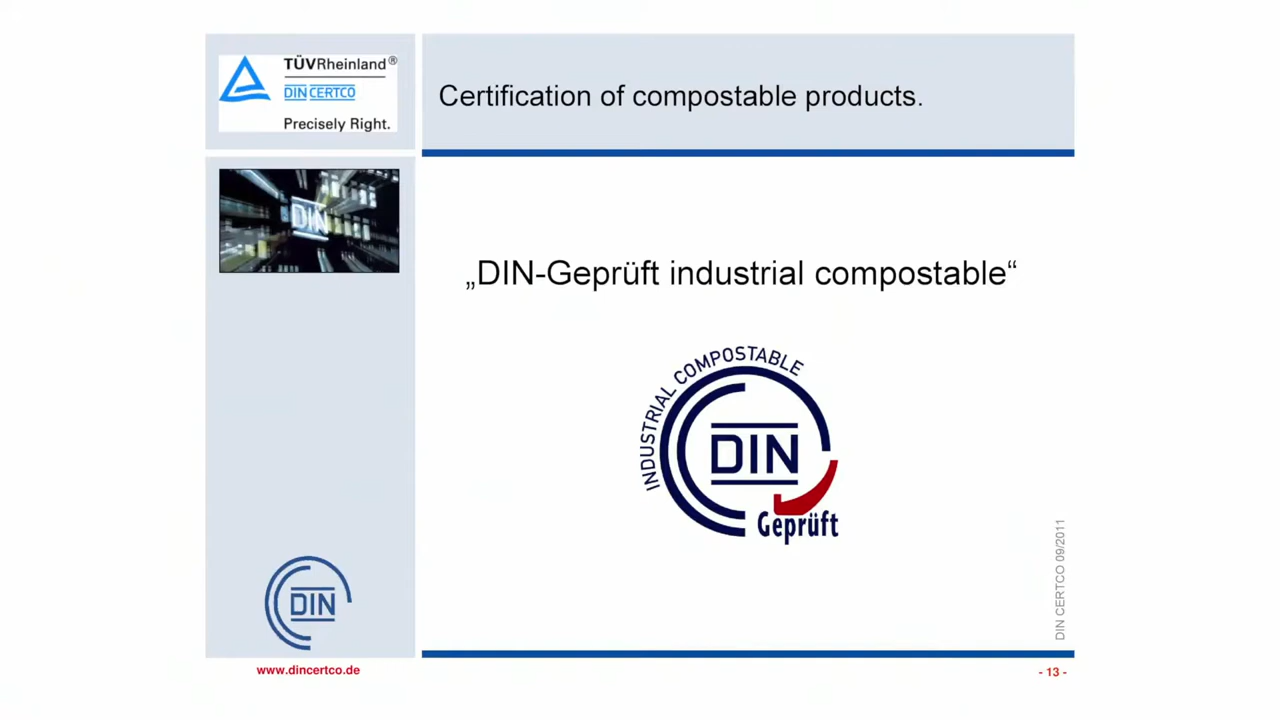 TÜVRheinland®
DIN CERTCO
Precisely Right.
Certification of compostable products.
DIN
„DIN-Geprüft industrial compostable“
INDUSTRIAL COMPOSTABLE
DIN
Geprüft
DIN CERTCO 09/2011
DIN
www.dincertco.de
- 13 -